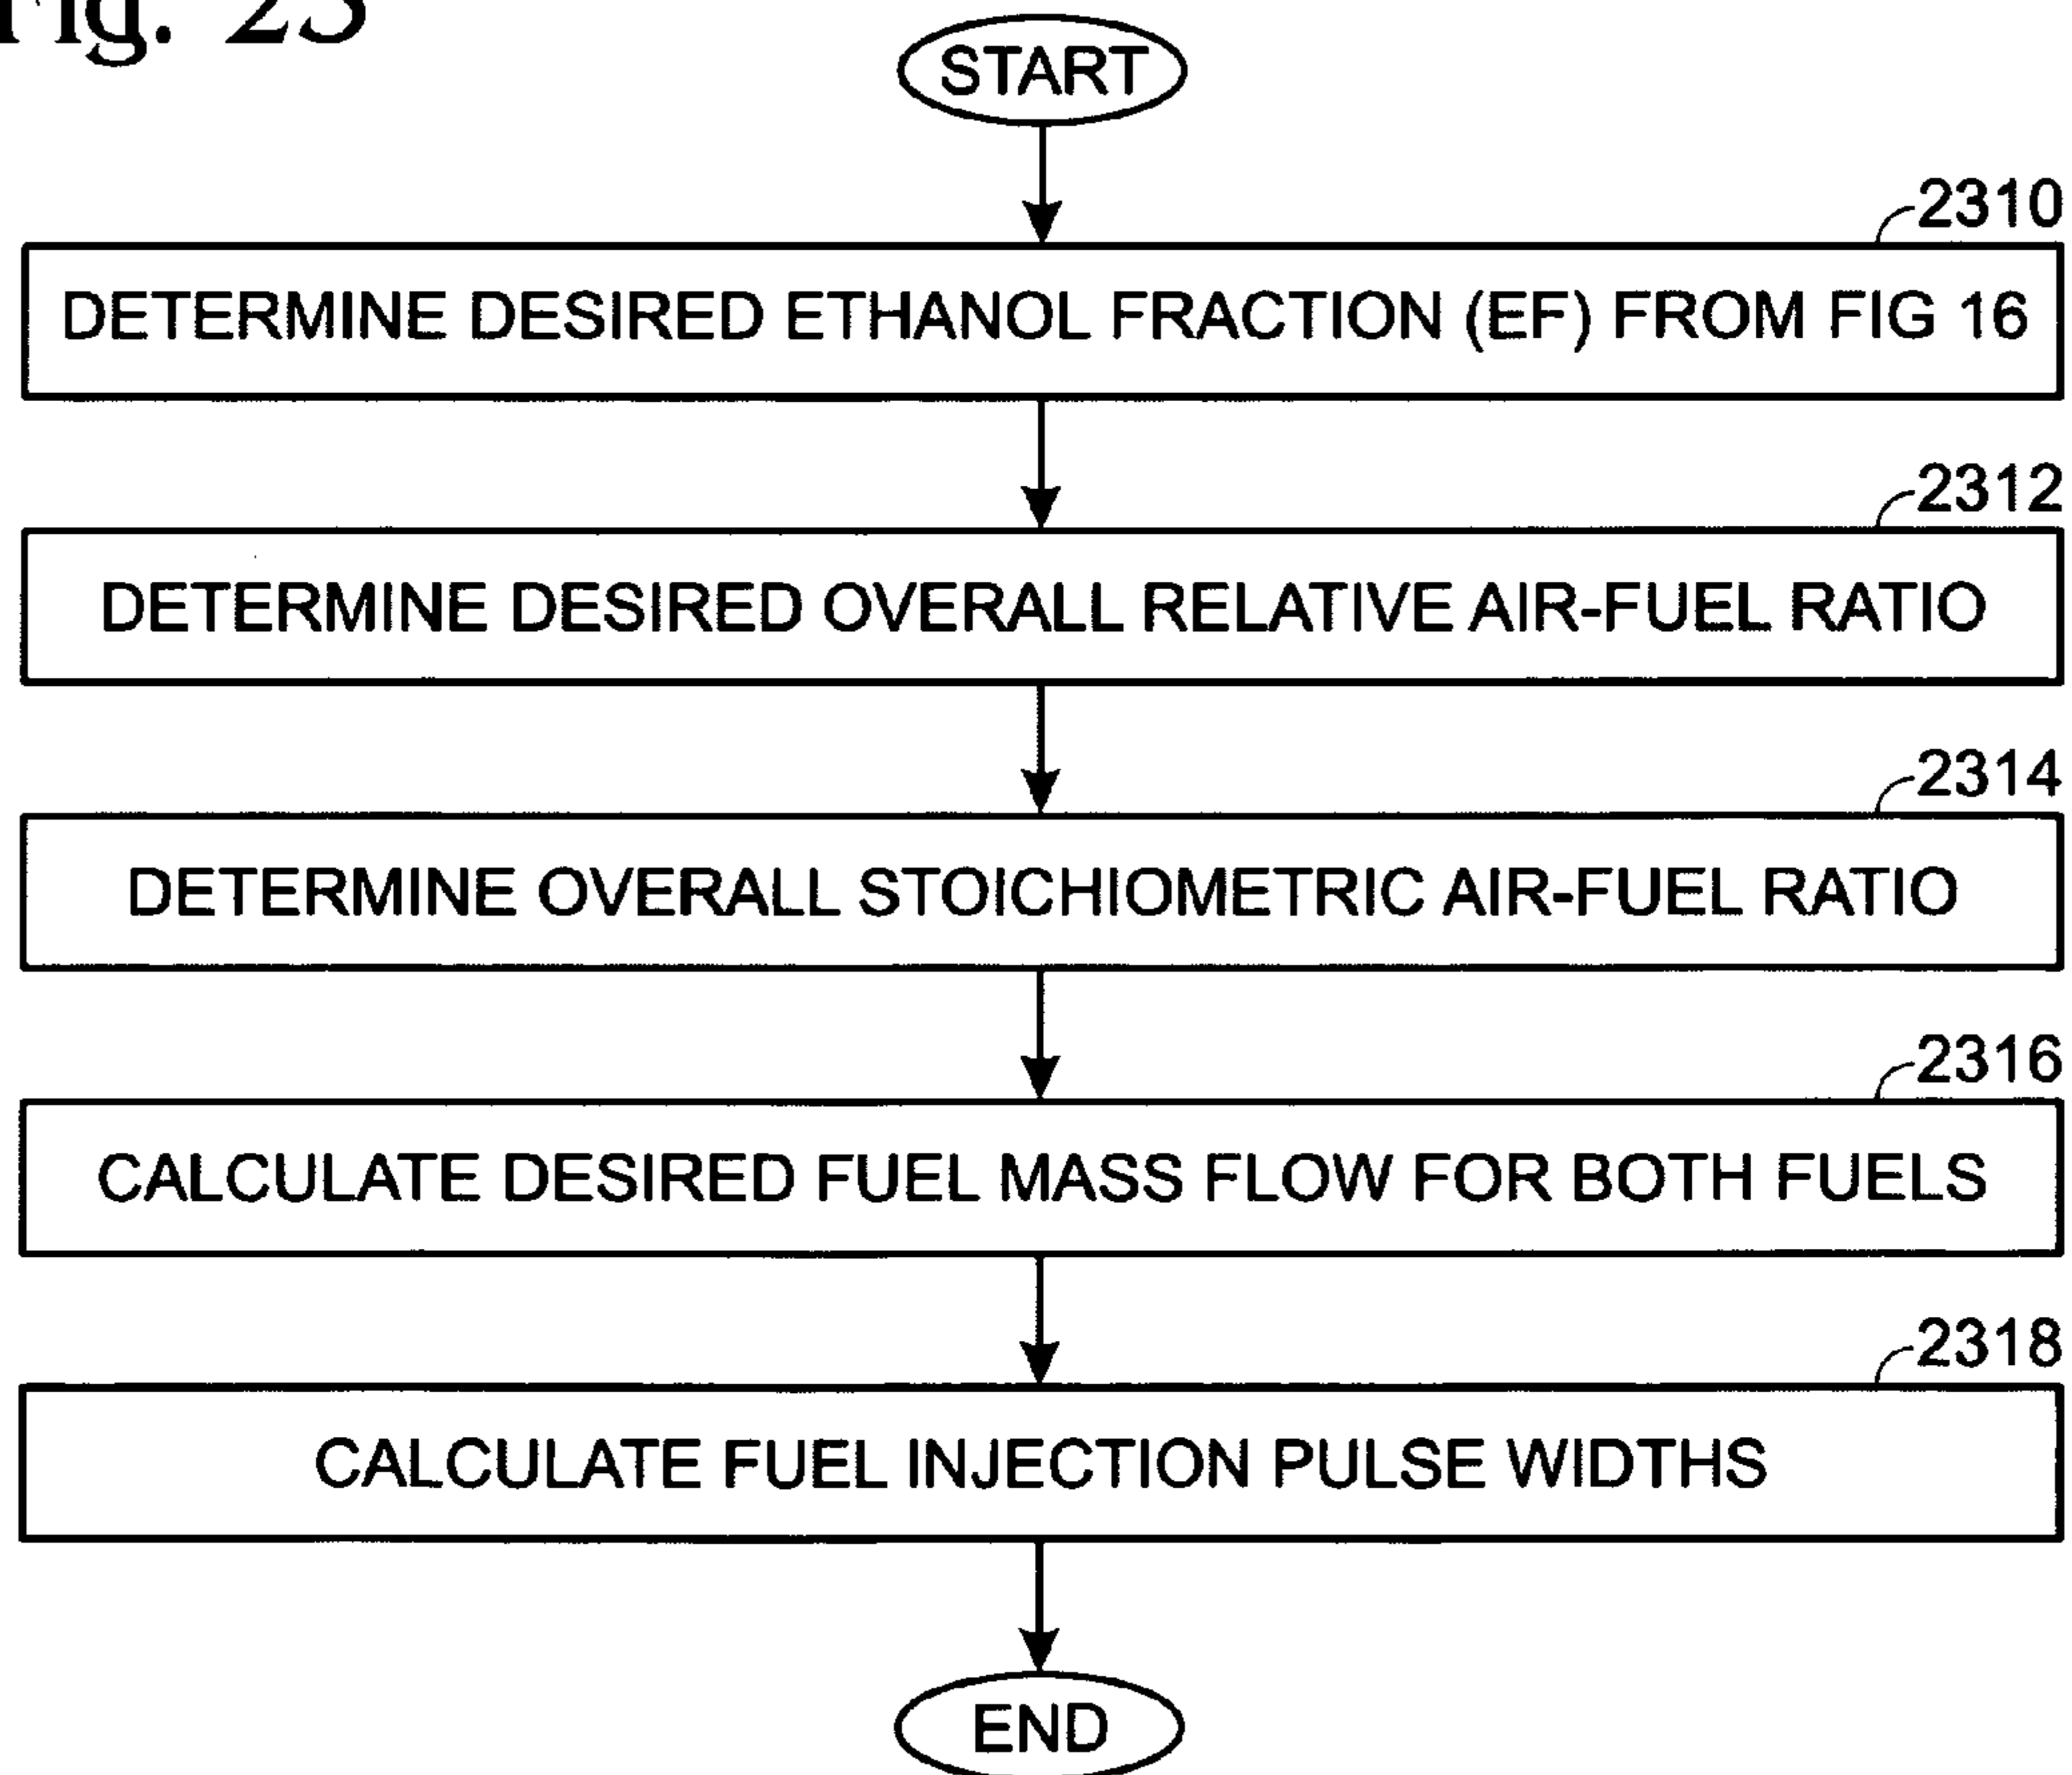 Fig. 23
START
2310
DETERMINE DESIRED ETHANOL FRACTION (EF) FROM FIG 16
2312
DETERMINE DESIRED OVERALL RELATIVE AIR-FUEL RATIO
2314
DETERMINE OVERALL STOICHIOMETRIC AIR-FUEL RATIO
2316
CALCULATE DESIRED FUEL MASS FLOW FOR BOTH FUELS
2318
CALCULATE FUEL INJECTION PULSE WIDTHS
END